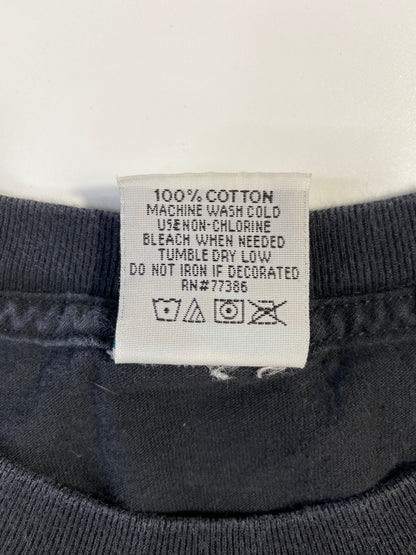 100% COTTON
MACHINE WASH COLD
USE NON-CHLORINE
BLEACH WHEN NEEDED
TUMBLE DRY LOW
DO NOT IRON IF DECORATED
RN#77386